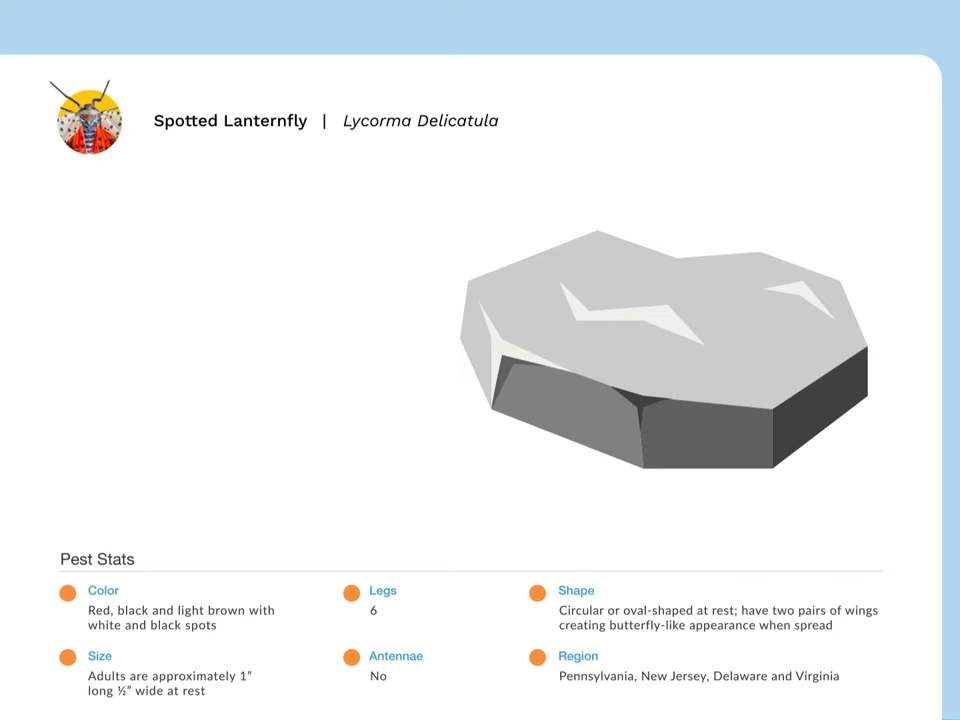 Spotted Lanternfly | Lycorma Delicatula
Pest Stats
Color
Red, black and light brown with
white and black spots
Legs
6
Shape
Circular or oval-shaped at rest; have two pairs of wings
creating butterfly-like appearance when spread
Size
Adults are approximately 1”
long ½” wide at rest
Antennae
No
Region
Pennsylvania, New Jersey, Delaware and Virginia